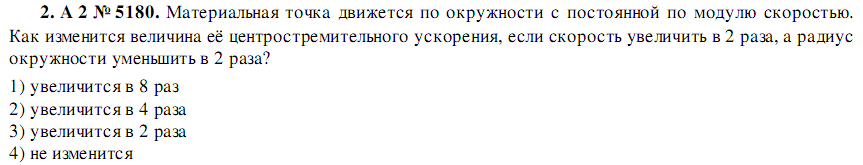 2. А 2 № 5180. Материальная точка движется по окружности с постоянной по модулю скоростью.
Как изменится величина её центростремительного ускорения, если скорость увеличить в 2 раза, а радиус
окружности уменьшить в 2 раза?
1) увеличится в 8 раз
2) увеличится в 4 раза
3) увеличится в 2 раза
4) не изменится